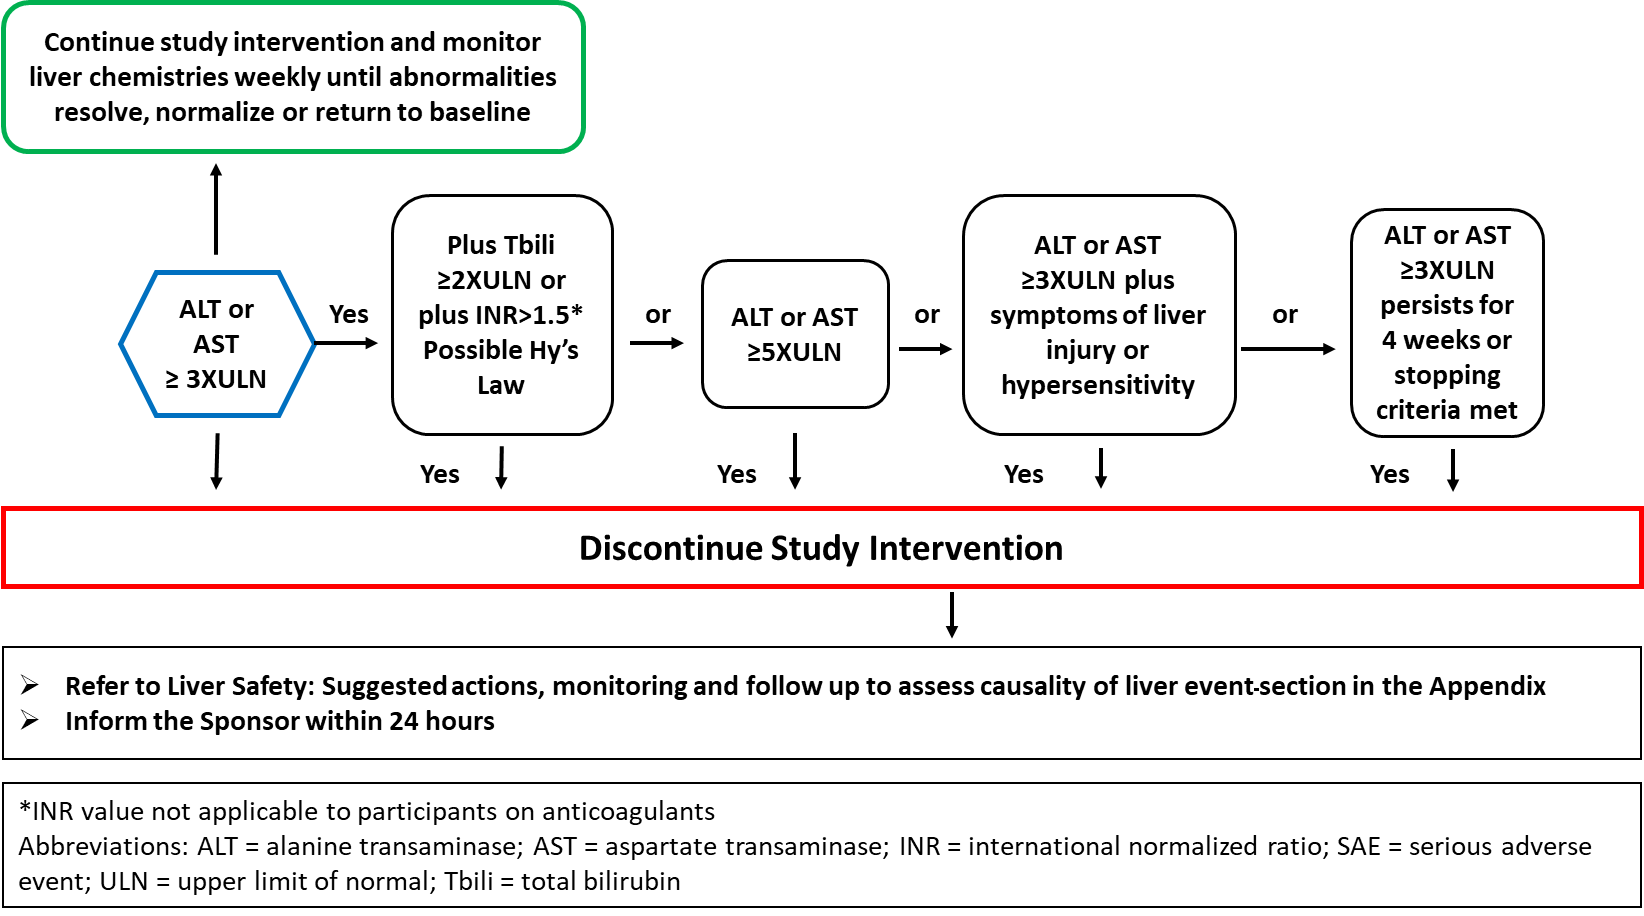 Continue study intervention and monitor
liver chemistries weekly until abnormalities
resolve, normalize or return to baseline
ALT or
AST
≥ 3XULN
Yes
Plus Tbili
≥2XULN or
plus INR>1.5*
Possible Hy’s
Law
or
ALT or AST
≥5XULN
or
ALT or AST
≥3XULN plus
symptoms of liver
injury or
hypersensitivity
or
ALT or AST
≥3XULN
persists for
4 weeks or
stopping
criteria met
Yes
Yes
Yes
Yes
Discontinue Study Intervention
➢ Refer to Liver Safety: Suggested actions, monitoring and follow up to assess causality of liver event-section in the Appendix
➢ Inform the Sponsor within 24 hours
*INR value not applicable to participants on anticoagulants
Abbreviations: ALT = alanine transaminase; AST = aspartate transaminase; INR = international normalized ratio; SAE = serious adverse
event; ULN = upper limit of normal; Tbili = total bilirubin